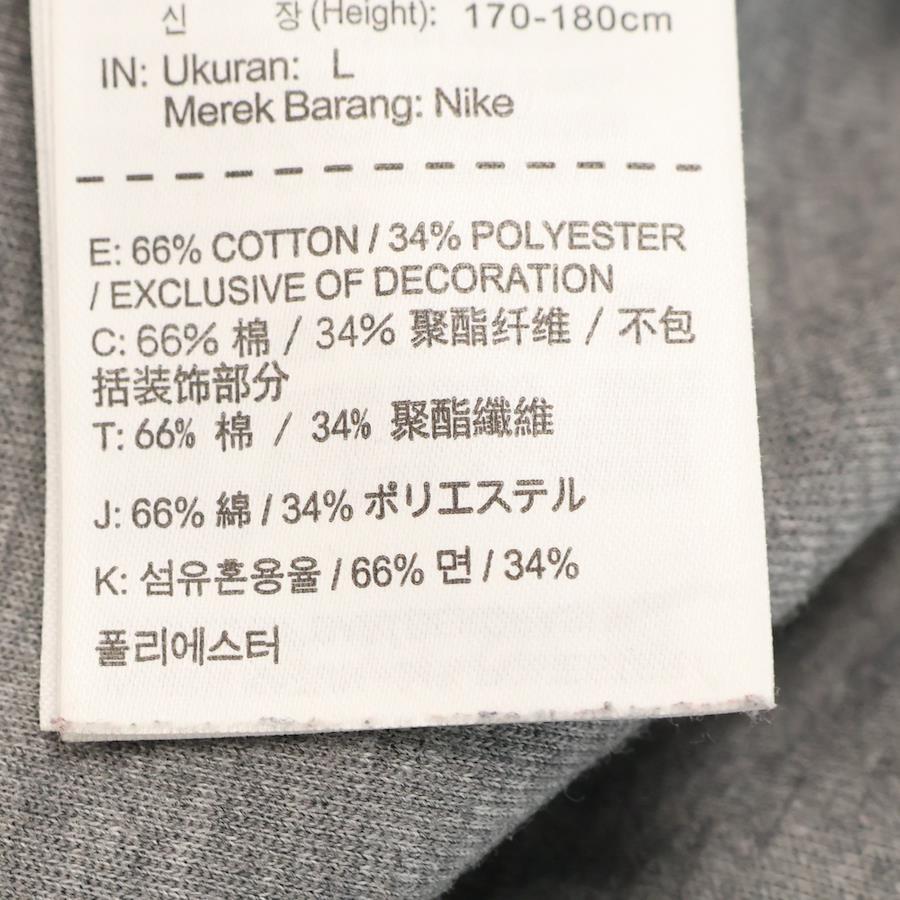 신 장 (Height): 170-180cm
IN: Ukuran: L
Merek Barang: Nike
E: 66% COTTON / 34% POLYESTER
/ EXCLUSIVE OF DECORATION
C: 66% 棉 / 34% 聚酯纤维 / 不包
括装饰部分
T: 66% 棉 / 34% 聚酯纖維
J: 66% 綿 / 34% ポリエステル
K: 섬유혼용율 / 66% 면 / 34%
폴리에스터